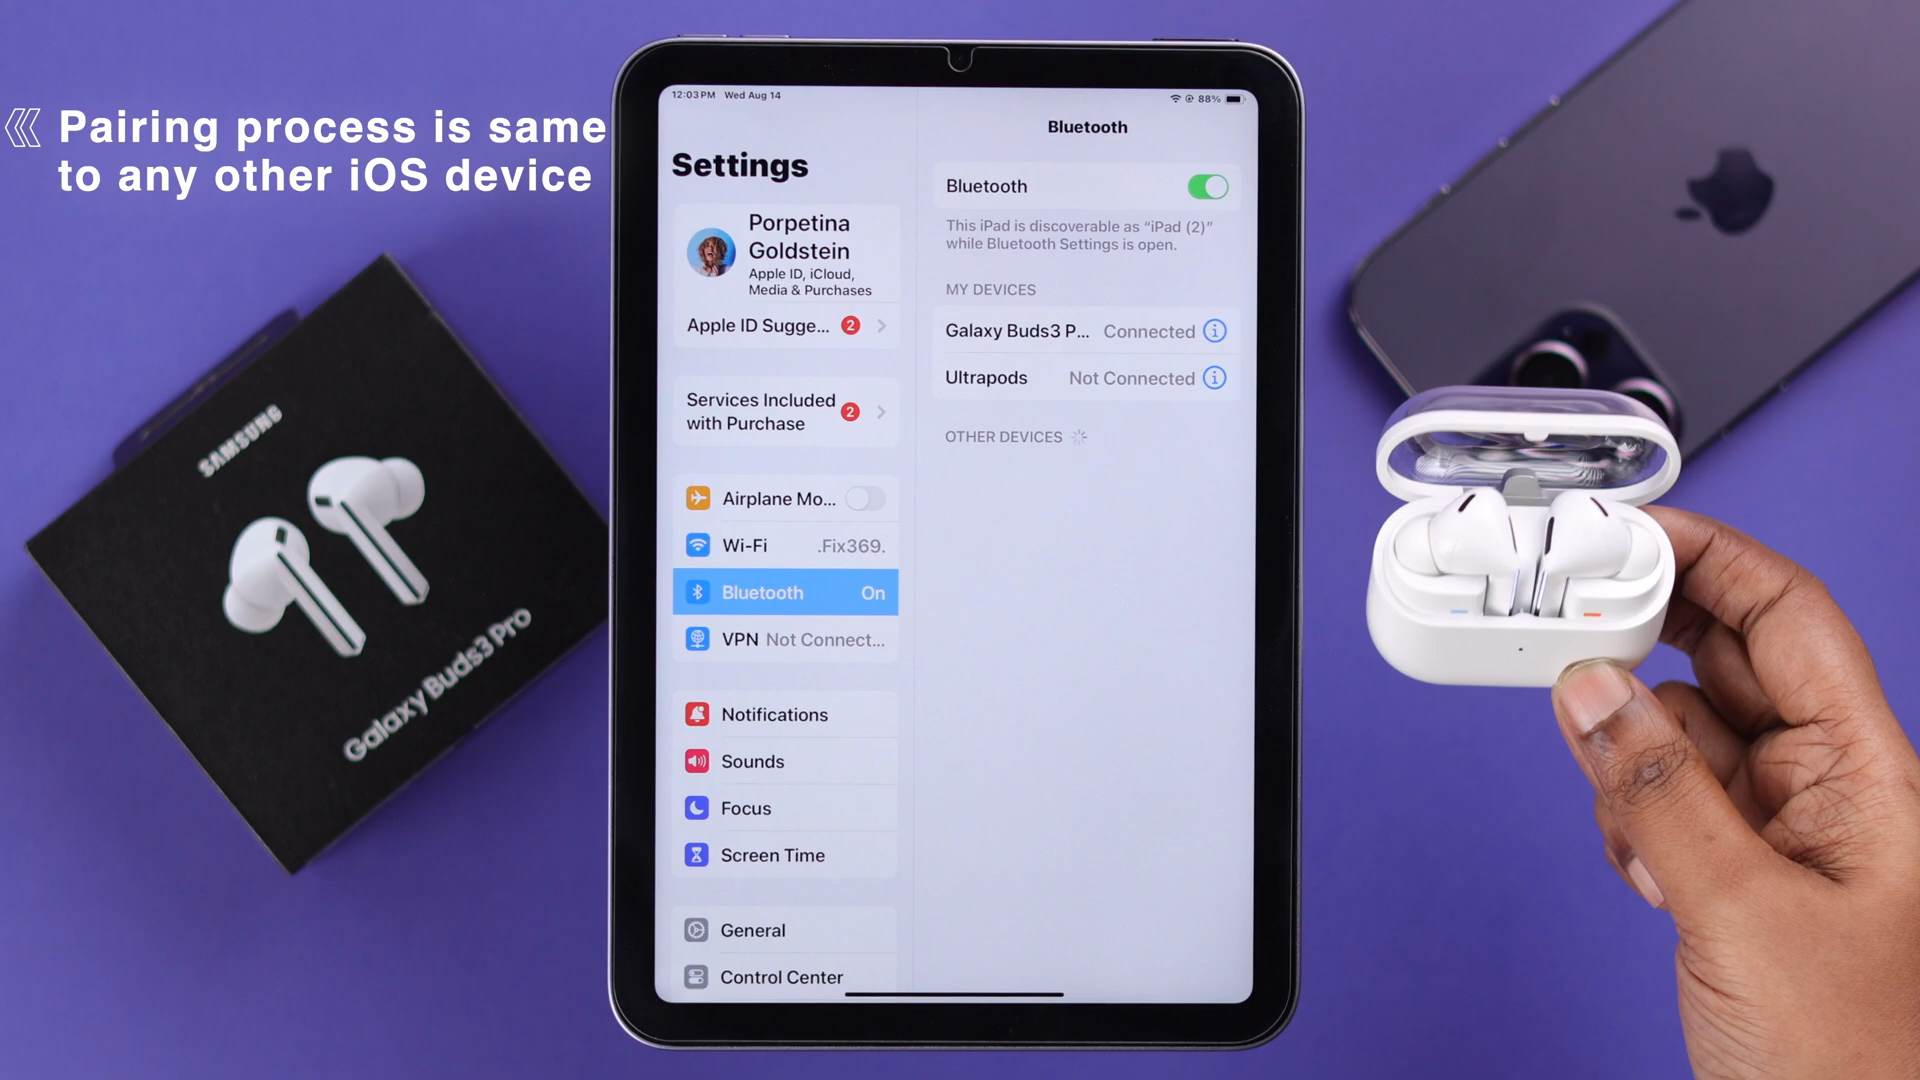 Pairing process is same
to any other iOS device
SAMSUNG
Galaxy Buds3 Pro
12:03 PM Wed Aug 14
88%
Settings
Porpetina
Goldstein
Apple ID, iCloud,
Media & Purchases
Apple ID Sugge... 2
Services Included
with Purchase 2
Airplane Mo...
Wi-Fi .Fix369.
Bluetooth On
VPN Not Connect...
Notifications
Sounds
Focus
Screen Time
General
Control Center
Bluetooth
Bluetooth
This iPad is discoverable as “iPad (2)”
while Bluetooth Settings is open.
MY DEVICES
Galaxy Buds3 P... Connected
Ultrapods Not Connected
OTHER DEVICES